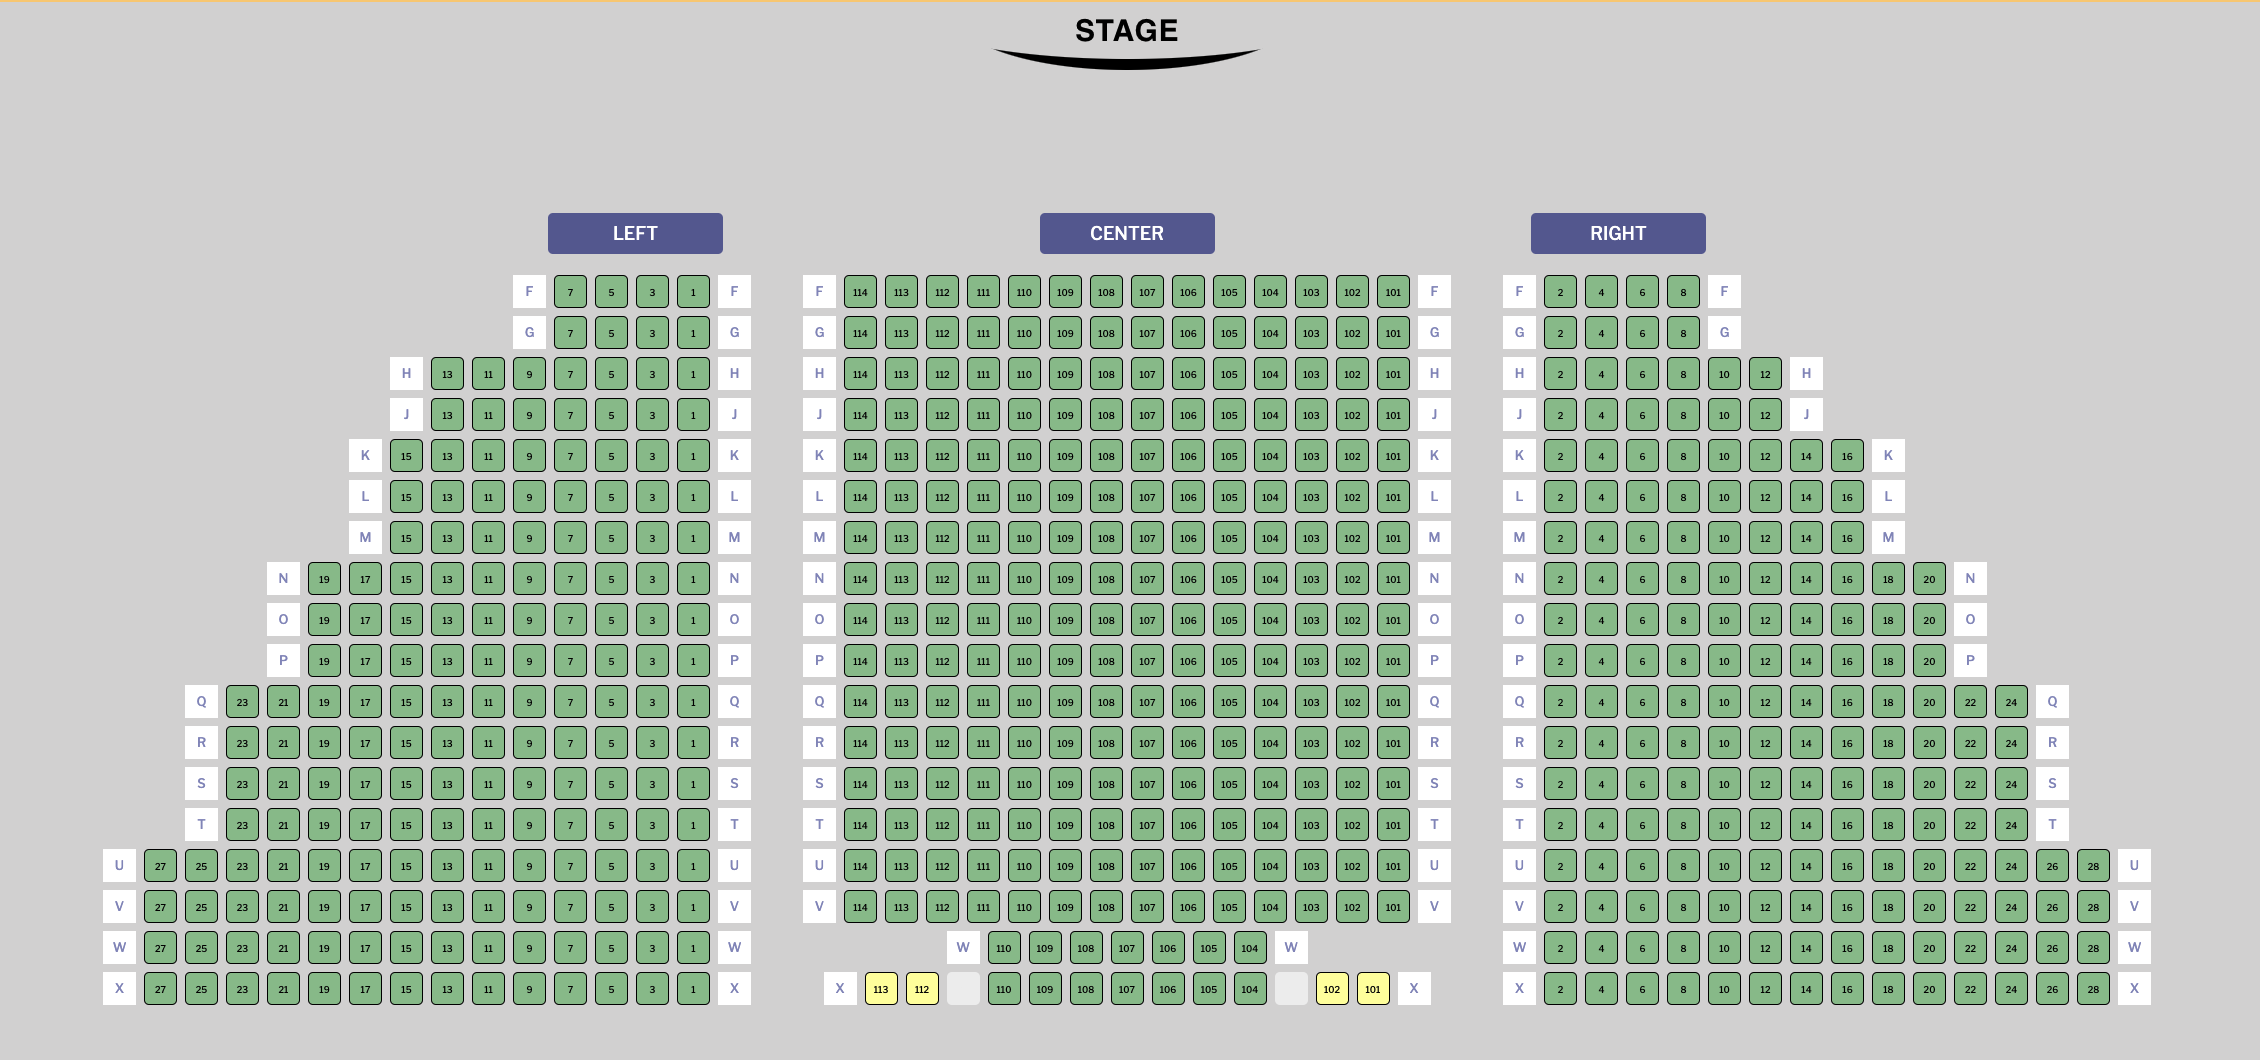 STAGE
LEFT CENTER RIGHT
F 7 5 3 1 F F 114 113 112 111 110 109 108 107 106 105 104 103 102 101 F F 2 4 6 8 F
G 7 5 3 1 G G 114 113 112 111 110 109 108 107 106 105 104 103 102 101 G G 2 4 6 8 G
H 13 11 9 7 5 3 1 H H 114 113 112 111 110 109 108 107 106 105 104 103 102 101 H H 2 4 6 8 10 12 H
J 13 11 9 7 5 3 1 J J 114 113 112 111 110 109 108 107 106 105 104 103 102 101 J J 2 4 6 8 10 12 J
K 15 13 11 9 7 5 3 1 K K 114 113 112 111 110 109 108 107 106 105 104 103 102 101 K K 2 4 6 8 10 12 14 16 K
L 15 13 11 9 7 5 3 1 L L 114 113 112 111 110 109 108 107 106 105 104 103 102 101 L L 2 4 6 8 10 12 14 16 L
M 15 13 11 9 7 5 3 1 M M 114 113 112 111 110 109 108 107 106 105 104 103 102 101 M M 2 4 6 8 10 12 14 16 M
N 19 17 15 13 11 9 7 5 3 1 N N 114 113 112 111 110 109 108 107 106 105 104 103 102 101 N N 2 4 6 8 10 12 14 16 18 20 N
O 19 17 15 13 11 9 7 5 3 1 O O 114 113 112 111 110 109 108 107 106 105 104 103 102 101 O O 2 4 6 8 10 12 14 16 18 20 O
P 19 17 15 13 11 9 7 5 3 1 P P 114 113 112 111 110 109 108 107 106 105 104 103 102 101 P P 2 4 6 8 10 12 14 16 18 20 P
Q 23 21 19 17 15 13 11 9 7 5 3 1 Q Q 114 113 112 111 110 109 108 107 106 105 104 103 102 101 Q Q 2 4 6 8 10 12 14 16 18 20 22 24 Q
R 23 21 19 17 15 13 11 9 7 5 3 1 R R 114 113 112 111 110 109 108 107 106 105 104 103 102 101 R R 2 4 6 8 10 12 14 16 18 20 22 24 R
S 23 21 19 17 15 13 11 9 7 5 3 1 S S 114 113 112 111 110 109 108 107 106 105 104 103 102 101 S S 2 4 6 8 10 12 14 16 18 20 22 24 S
T 23 21 19 17 15 13 11 9 7 5 3 1 T T 114 113 112 111 110 109 108 107 106 105 104 103 102 101 T T 2 4 6 8 10 12 14 16 18 20 22 24 T
U 27 25 23 21 19 17 15 13 11 9 7 5 3 1 U U 114 113 112 111 110 109 108 107 106 105 104 103 102 101 U U 2 4 6 8 10 12 14 16 18 20 22 24 26 28 U
V 27 25 23 21 19 17 15 13 11 9 7 5 3 1 V V 114 113 112 111 110 109 108 107 106 105 104 103 102 101 V V 2 4 6 8 10 12 14 16 18 20 22 24 26 28 V
W 27 25 23 21 19 17 15 13 11 9 7 5 3 1 W W 110 109 108 107 106 105 104 W W 2 4 6 8 10 12 14 16 18 20 22 24 26 28 W
X 27 25 23 21 19 17 15 13 11 9 7 5 3 1 X X 113 112 110 109 108 107 106 105 104 102 101 X X 2 4 6 8 10 12 14 16 18 20 22 24 26 28 X